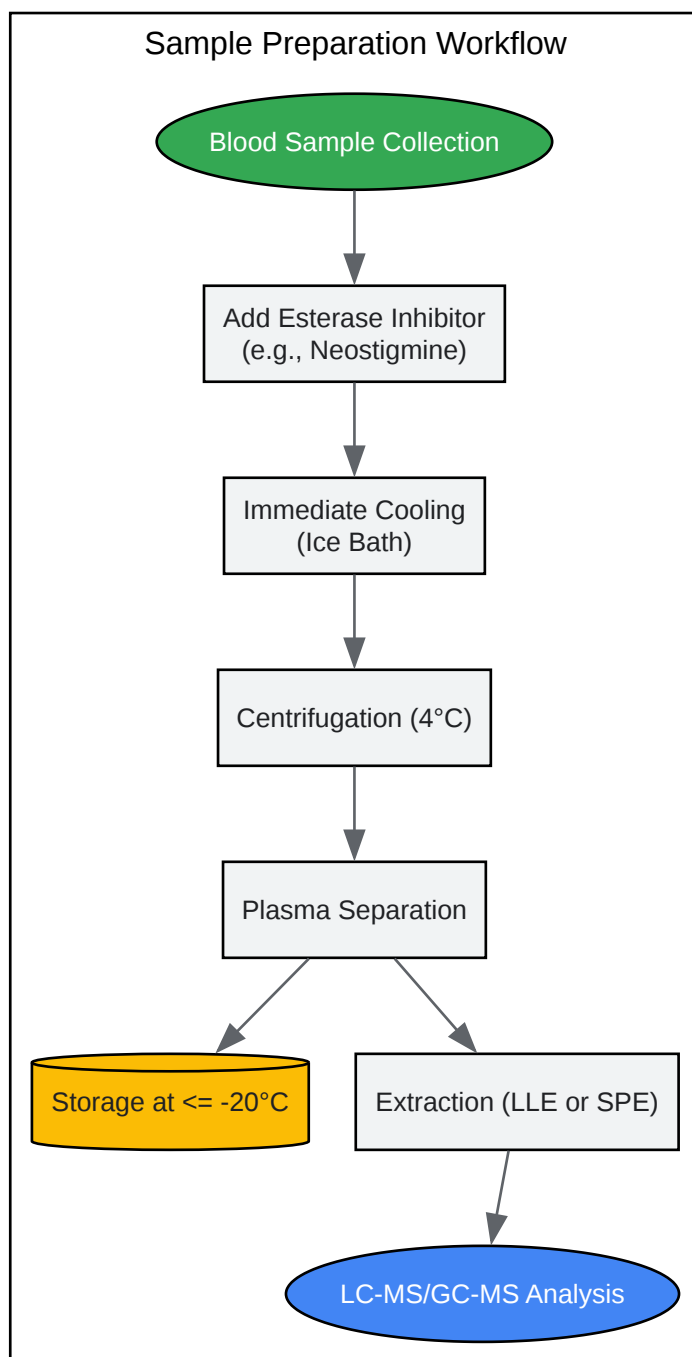 Sample Preparation Workflow
Blood Sample Collection
Add Esterase Inhibitor
(e.g., Neostigmine)
Immediate Cooling
(Ice Bath)
Centrifugation (4°C)
Plasma Separation
Storage at <= -20°C
Extraction (LLE or SPE)
LC-MS/GC-MS Analysis